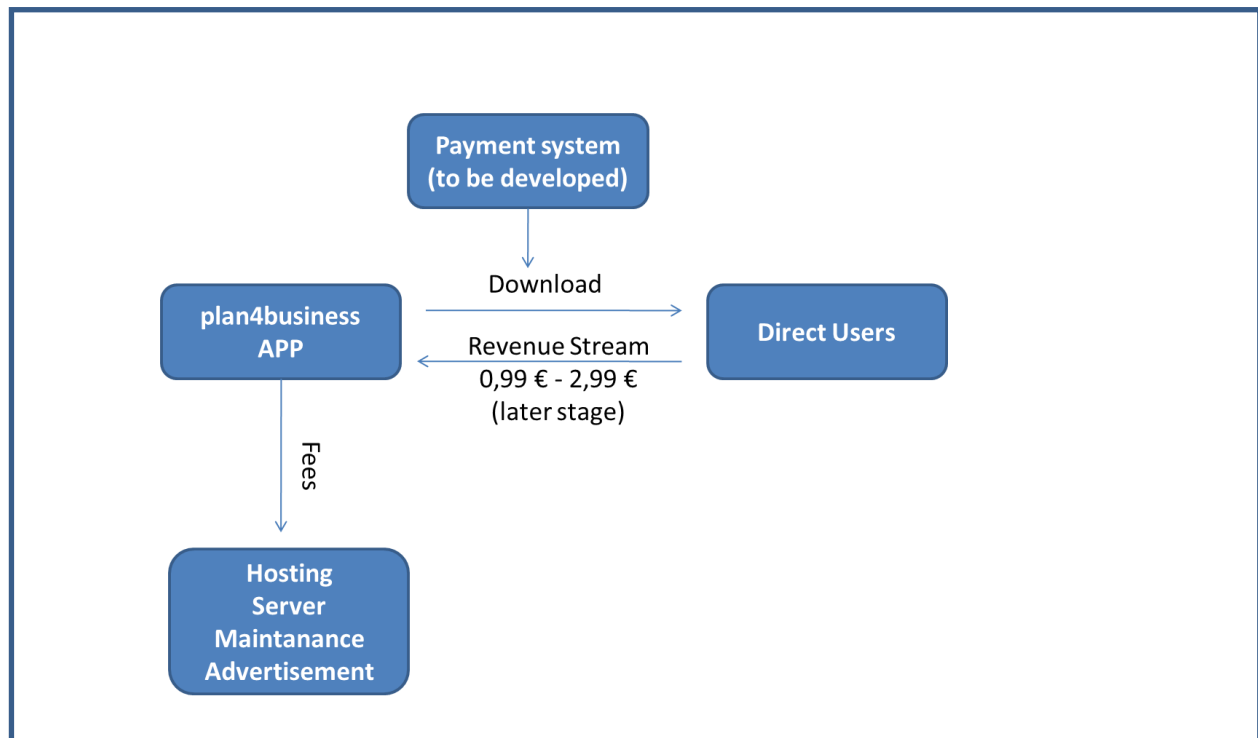 Payment system
(to be developed)
Download
plan4business
APP
Direct Users
Revenue Stream
0,99 € - 2,99 €
(later stage)
Fees
Hosting
Server
Maintanance
Advertisement